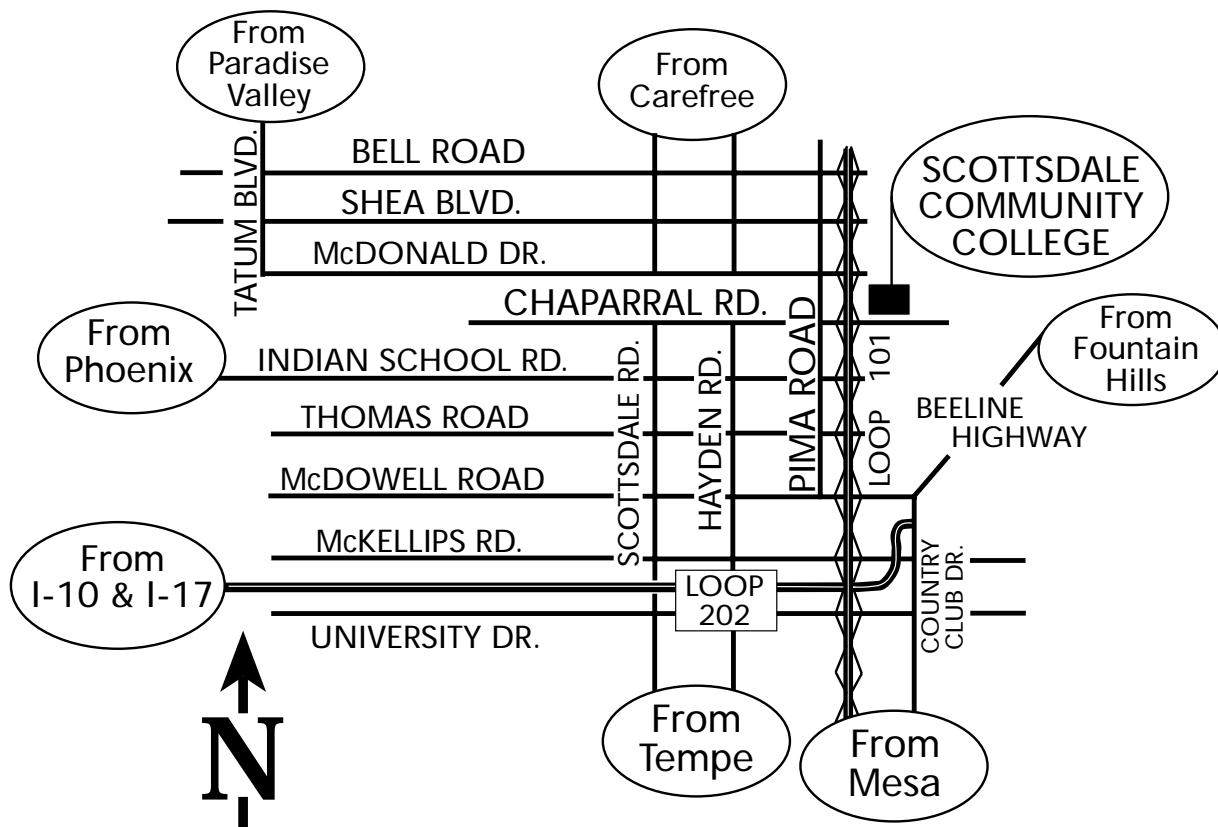 From
Paradise
Valley
From
Carefree
TATUM BLVD.
BELL ROAD
SHEA BLVD.
McDONALD DR.
SCOTTSDALE
COMMUNITY
COLLEGE
CHAPARRAL RD.
From
Phoenix
INDIAN SCHOOL RD.
THOMAS ROAD
McDOWELL ROAD
McKELLIPS RD.
SCOTTSDALE RD.
HAYDEN RD.
PIMA ROAD
LOOP 101
From
Fountain
Hills
BEELINE
HIGHWAY
From
I-10 & I-17
LOOP
202
UNIVERSITY DR.
COUNTRY
CLUB DR.
N
From
Tempe
From
Mesa